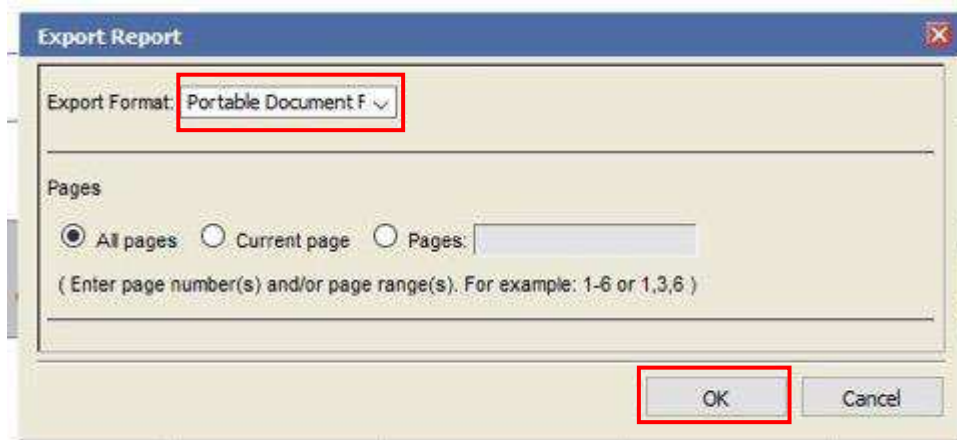 Export Report
Export Format: Portable Document F
Pages
All pages Current page Pages:
( Enter page number(s) and/or page range(s). For example: 1-6 or 1,3,6 )
OK Cancel